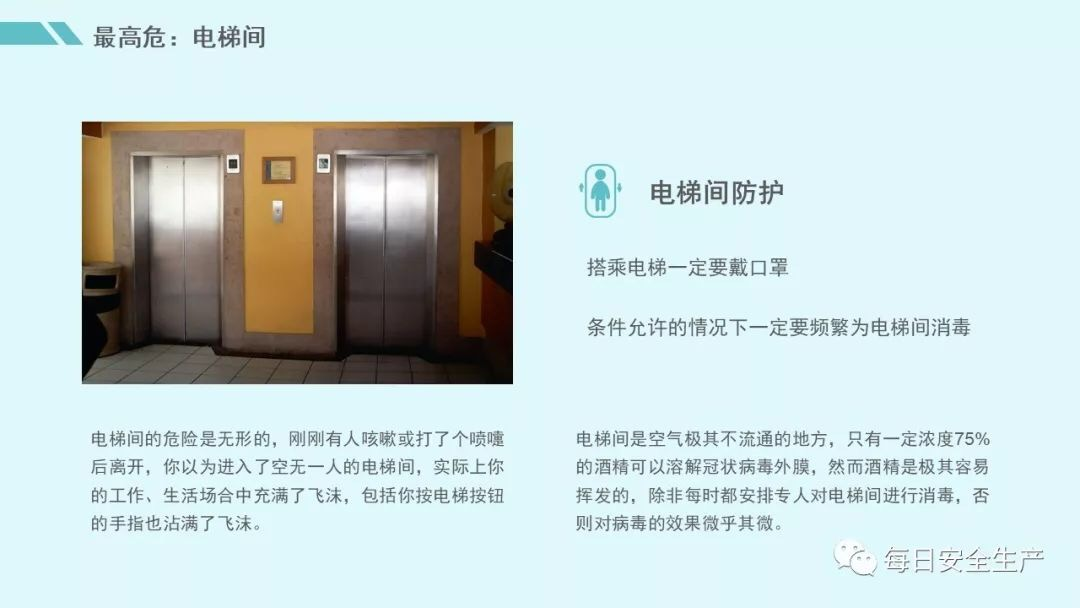 最高危：电梯间
电梯间防护
搭乘电梯一定要戴口罩
条件允许的情况下一定要频繁为电梯间消毒
电梯间的危险是无形的，刚刚有人咳嗽或打了个喷嚏
后离开，你以为进入了空无一人的电梯间，实际上你
的工作、生活场合中充满了飞沫，包括你按电梯按钮
的手指也沾满了飞沫。
电梯间是空气极其不流通的地方，只有一定浓度75%
的酒精可以溶解冠状病毒外膜，然而酒精是极其容易
挥发的，除非每时都安排专人对电梯间进行消毒，否
则对病毒的效果微乎其微。
每日安全生产